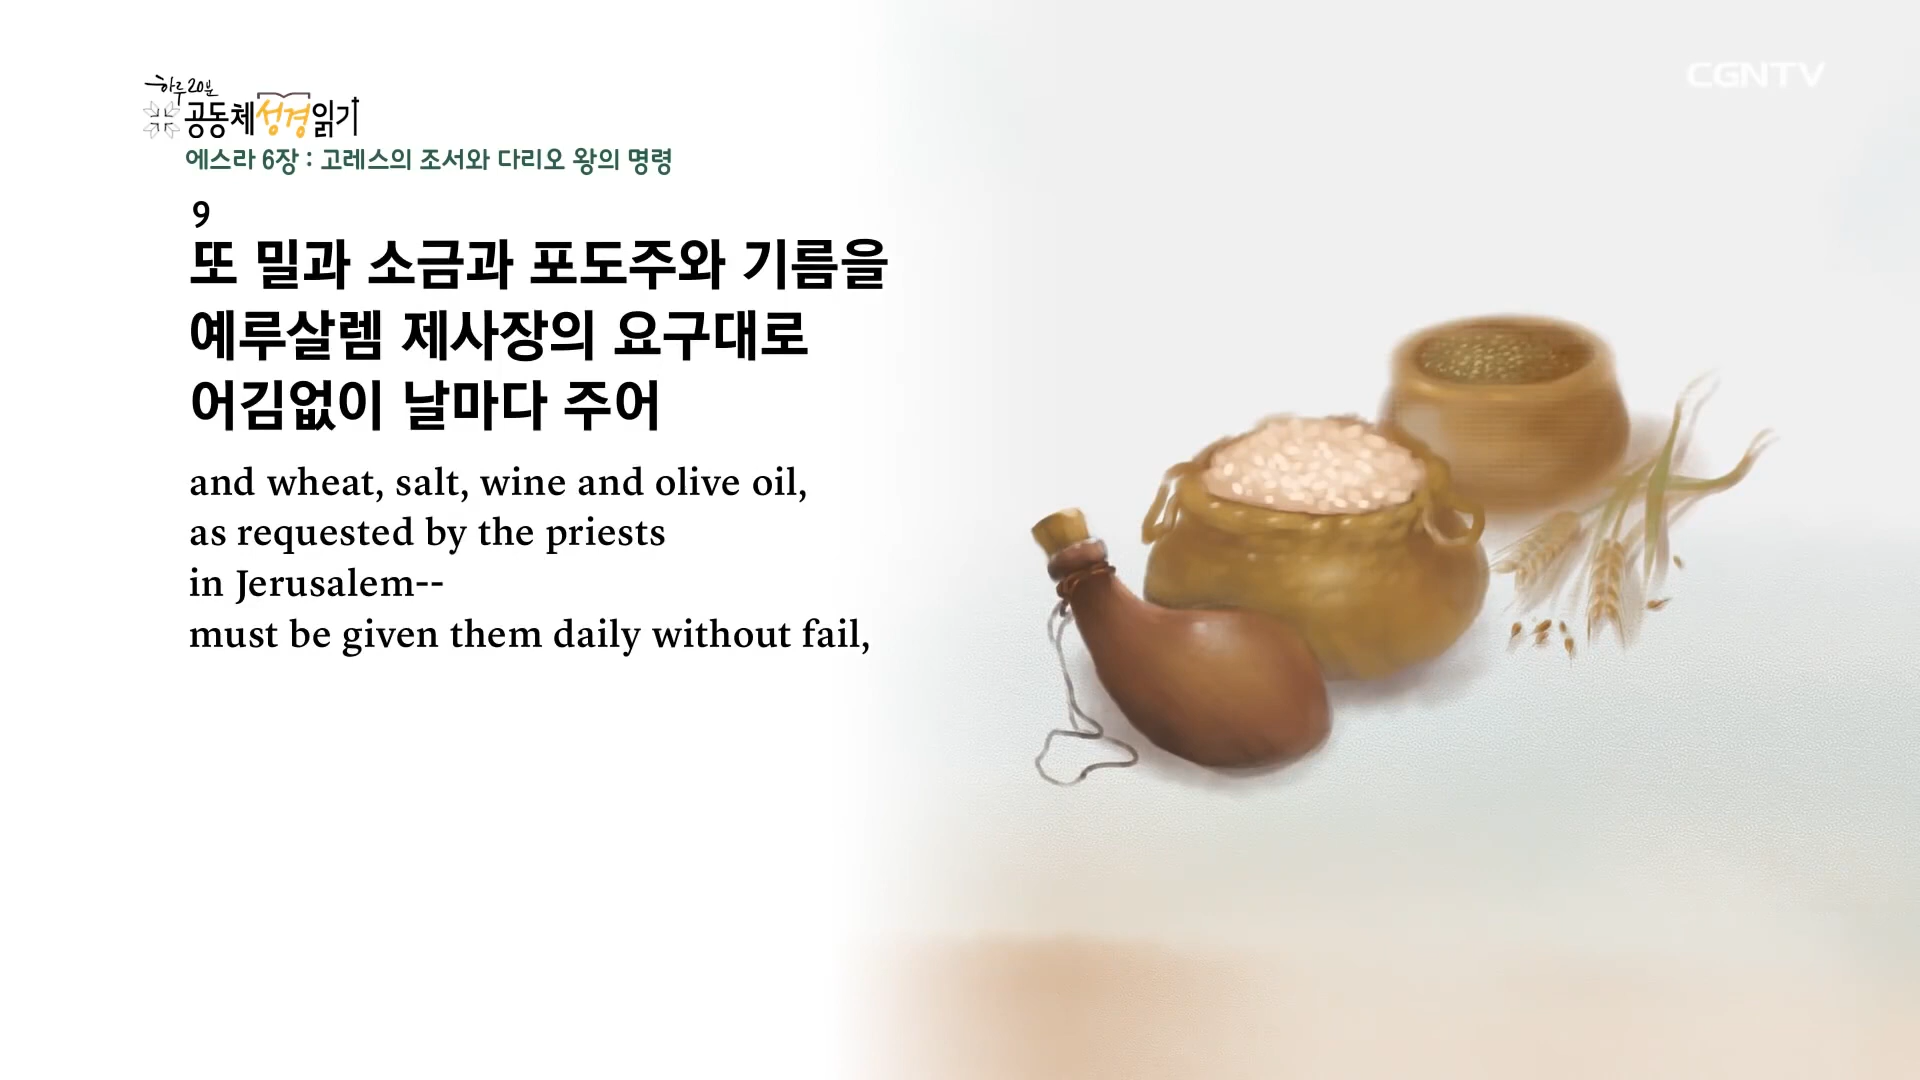 CGNTV
하루 20분
공동체성경읽기
에스라 6장 : 고레스의 조서와 다리오 왕의 명령
9
또 밀과 소금과 포도주와 기름을
예루살렘 제사장의 요구대로
어김없이 날마다 주어
and wheat, salt, wine and olive oil,
as requested by the priests
in Jerusalem--
must be given them daily without fail,